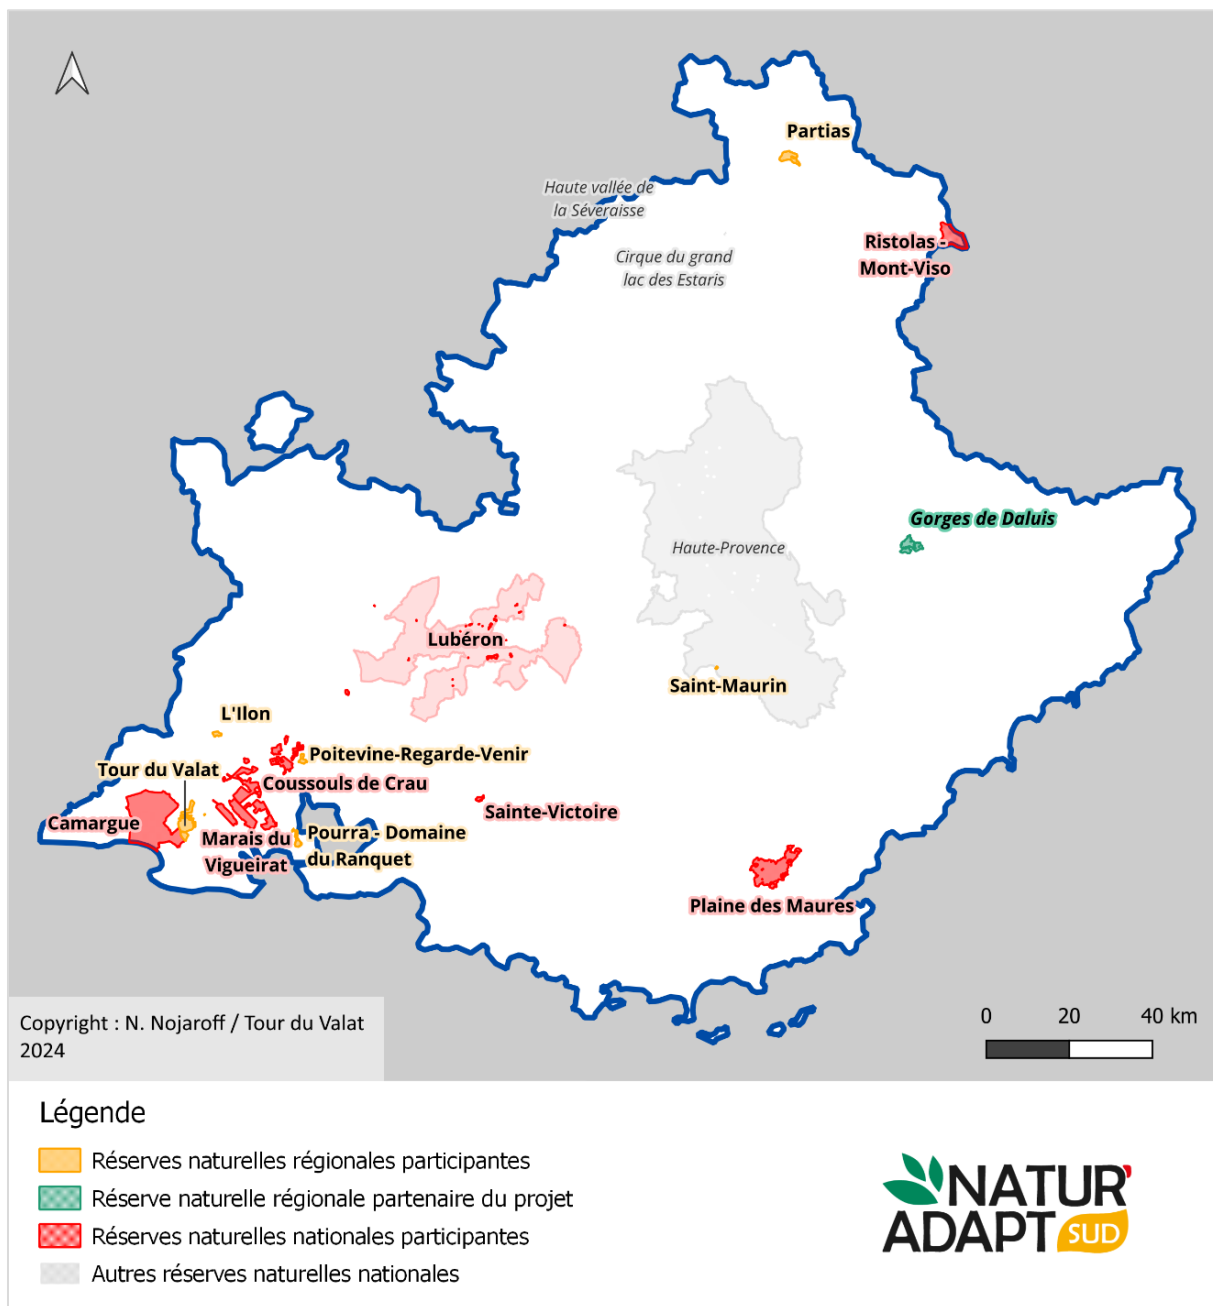 Partias
Haute vallée de
la Séveraisse
Ristolas -
Mont-Viso
Cirque du grand
lac des Estaris
Gorges de Daluis
Haute-Provence
Lubéron
Saint-Maurin
L'Ilon
Poitevine-Regarde-Venir
Tour du Valat
Coussouls de Crau
Camargue
Sainte-Victoire
Marais du
Vigueirat
Pourra - Domaine
du Ranquet
Plaine des Maures
0 20 40 km
Copyright : N. Nojaroff / Tour du Valat
2024
Légende
Réserves naturelles régionales participantes
Réserve naturelle régionale partenaire du projet
Réserves naturelles nationales participantes
Autres réserves naturelles nationales
NATUR'
ADAPT SUD